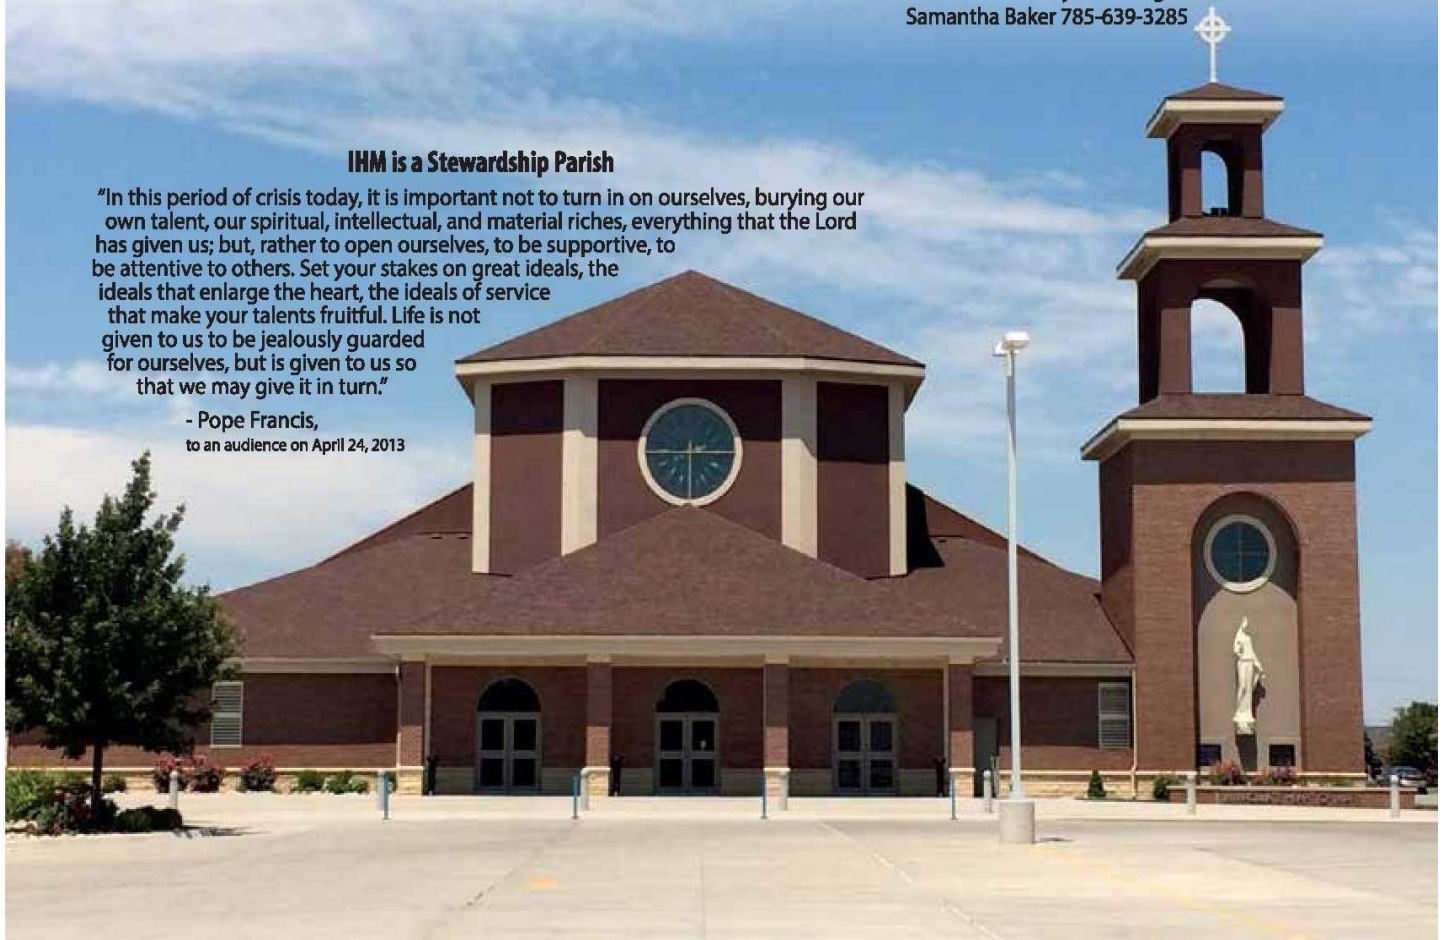 Samantha Baker 785-639-3285
IHM is a Stewardship Parish
“In this period of crisis today, it is important not to turn in on ourselves, burying our
own talent, our spiritual, intellectual, and material riches, everything that the Lord
has given us; but, rather to open ourselves, to be supportive, to
be attentive to others. Set your stakes on great ideals, the
ideals that enlarge the heart, the ideals of service
that make your talents fruitful. Life is not
given to us to be jealously guarded
for ourselves, but is given to us so
that we may give it in turn.”
- Pope Francis,
to an audience on April 24, 2013